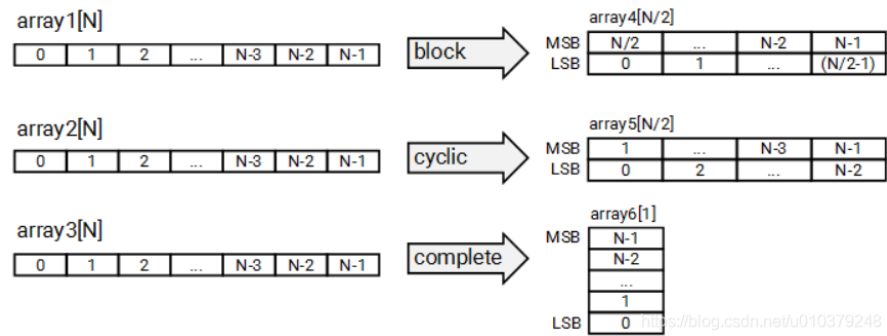 array1[N]
0 1 2 ... N-3 N-2 N-1
block
array4[N/2]
MSB N/2 ... N-2 N-1
LSB 0 1 ... (N/2-1)
array2[N]
0 1 2 ... N-3 N-2 N-1
cyclic
array5[N/2]
MSB 1 ... N-3 N-1
LSB 0 2 ... N-2
array3[N]
0 1 2 ... N-3 N-2 N-1
complete
array6[1]
MSB N-1
N-2
...
1
LSB 0
https://blog.csdn.net/u010379248